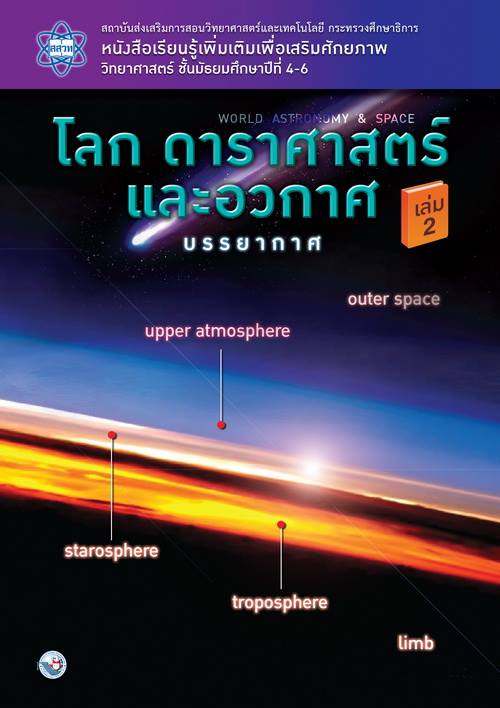 สสวท
สถาบันส่งเสริมการสอนวิทยาศาสตร์และเทคโนโลยี กระทรวงศึกษาธิการ
หนังสือเรียนรู้เพิ่มเติมเพื่อเสริมศักยภาพ
วิทยาศาสตร์ ชั้นมัธยมศึกษาปีที่ 4-6
WORLD ASTRONOMY & SPACE
โลก ดาราศาสตร์
และอวกาศ
เล่ม
2
บรรยากาศ
outer space
upper atmosphere
starosphere
troposphere
limb